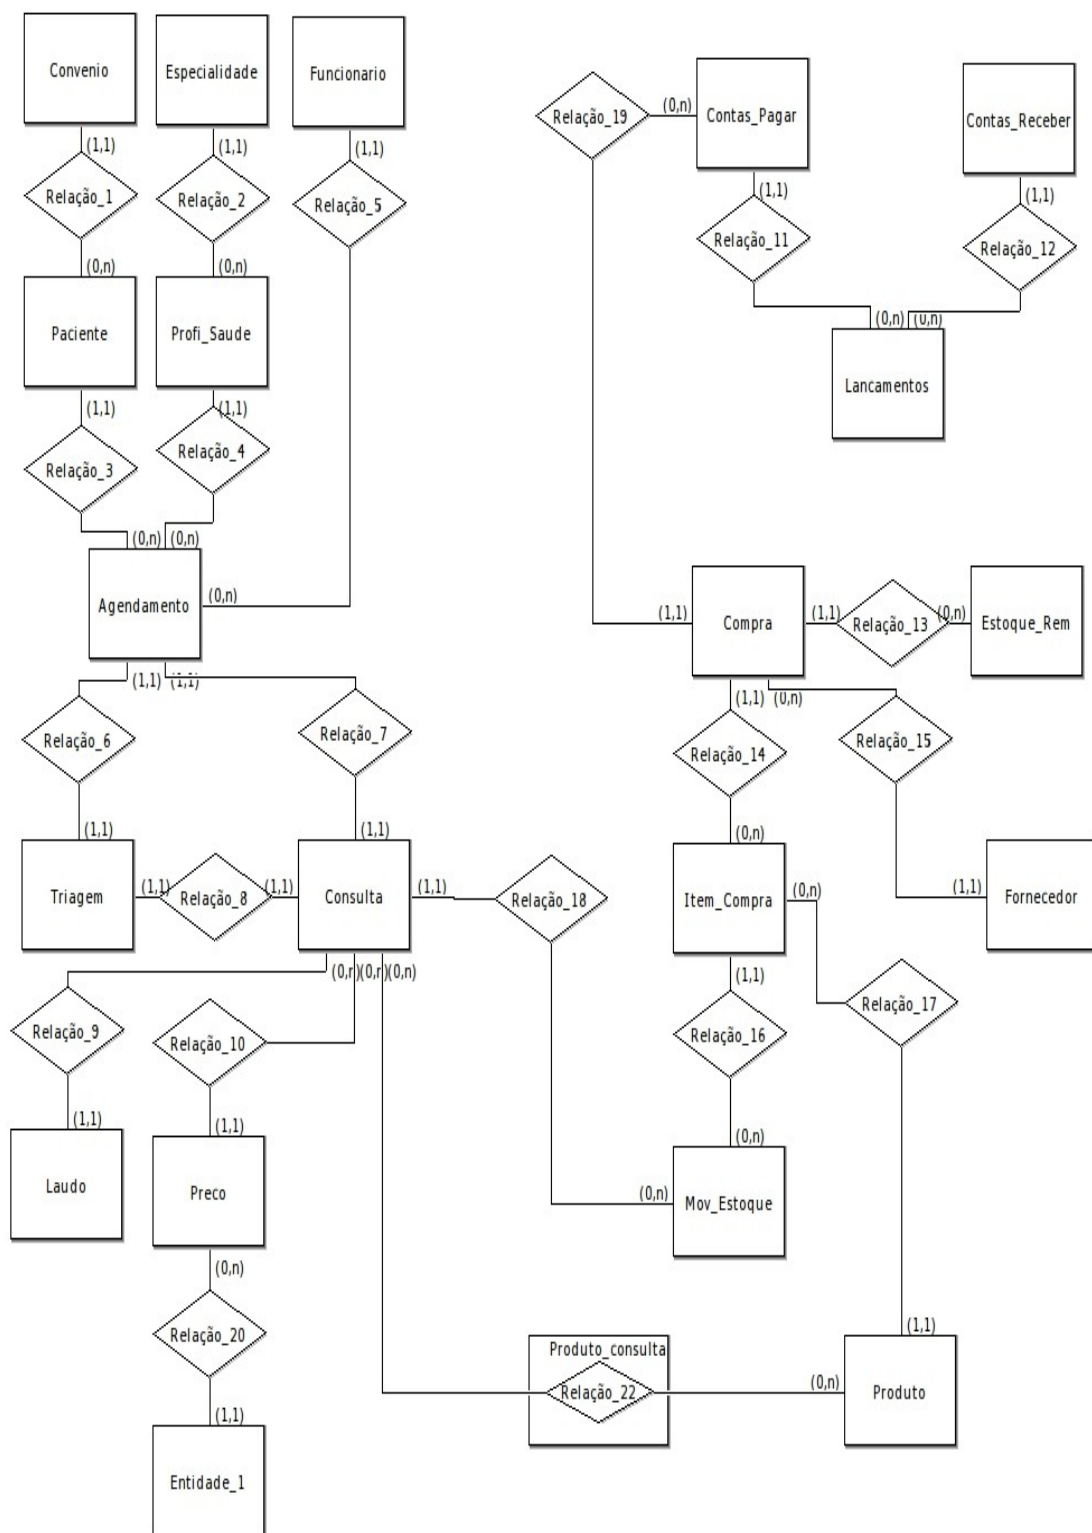 Convenio
Especialidade
Funcionario
Contas_Pagar
Contas_Receber
Relação_19
(0,n)
(1,1)
(1,1)
(1,1)
Relação_1
Relação_2
Relação_5
(1,1)
(1,1)
Relação_11
Relação_12
(0,n)
(0,n)
Paciente
Profi_Saude
(0,n)
(0,n)
Lancamentos
(1,1)
(1,1)
Relação_3
Relação_4
(0,n)
(0,n)
Agendamento
(0,n)
(1,1)
Compra
(1,1)
Relação_13
(0,n)
Estoque_Rem
(1,1)
(1,1)
(1,1)
(0,n)
Relação_6
Relação_7
Relação_14
Relação_15
(1,1)
(1,1)
(0,n)
Triagem
(1,1)
Relação_8
(1,1)
Consulta
(1,1)
Relação_18
Item_Compra
(0,n)
(1,1)
Fornecedor
(0,n)
(0,n)
(0,n)
(1,1)
Relação_17
Relação_9
Relação_10
Relação_16
(1,1)
(1,1)
(0,n)
Laudo
Preco
(0,n)
Mov_Estoque
(0,n)
Relação_20
(1,1)
Produto_consulta
Relação_22
(0,n)
Produto
(1,1)
Entidade_1